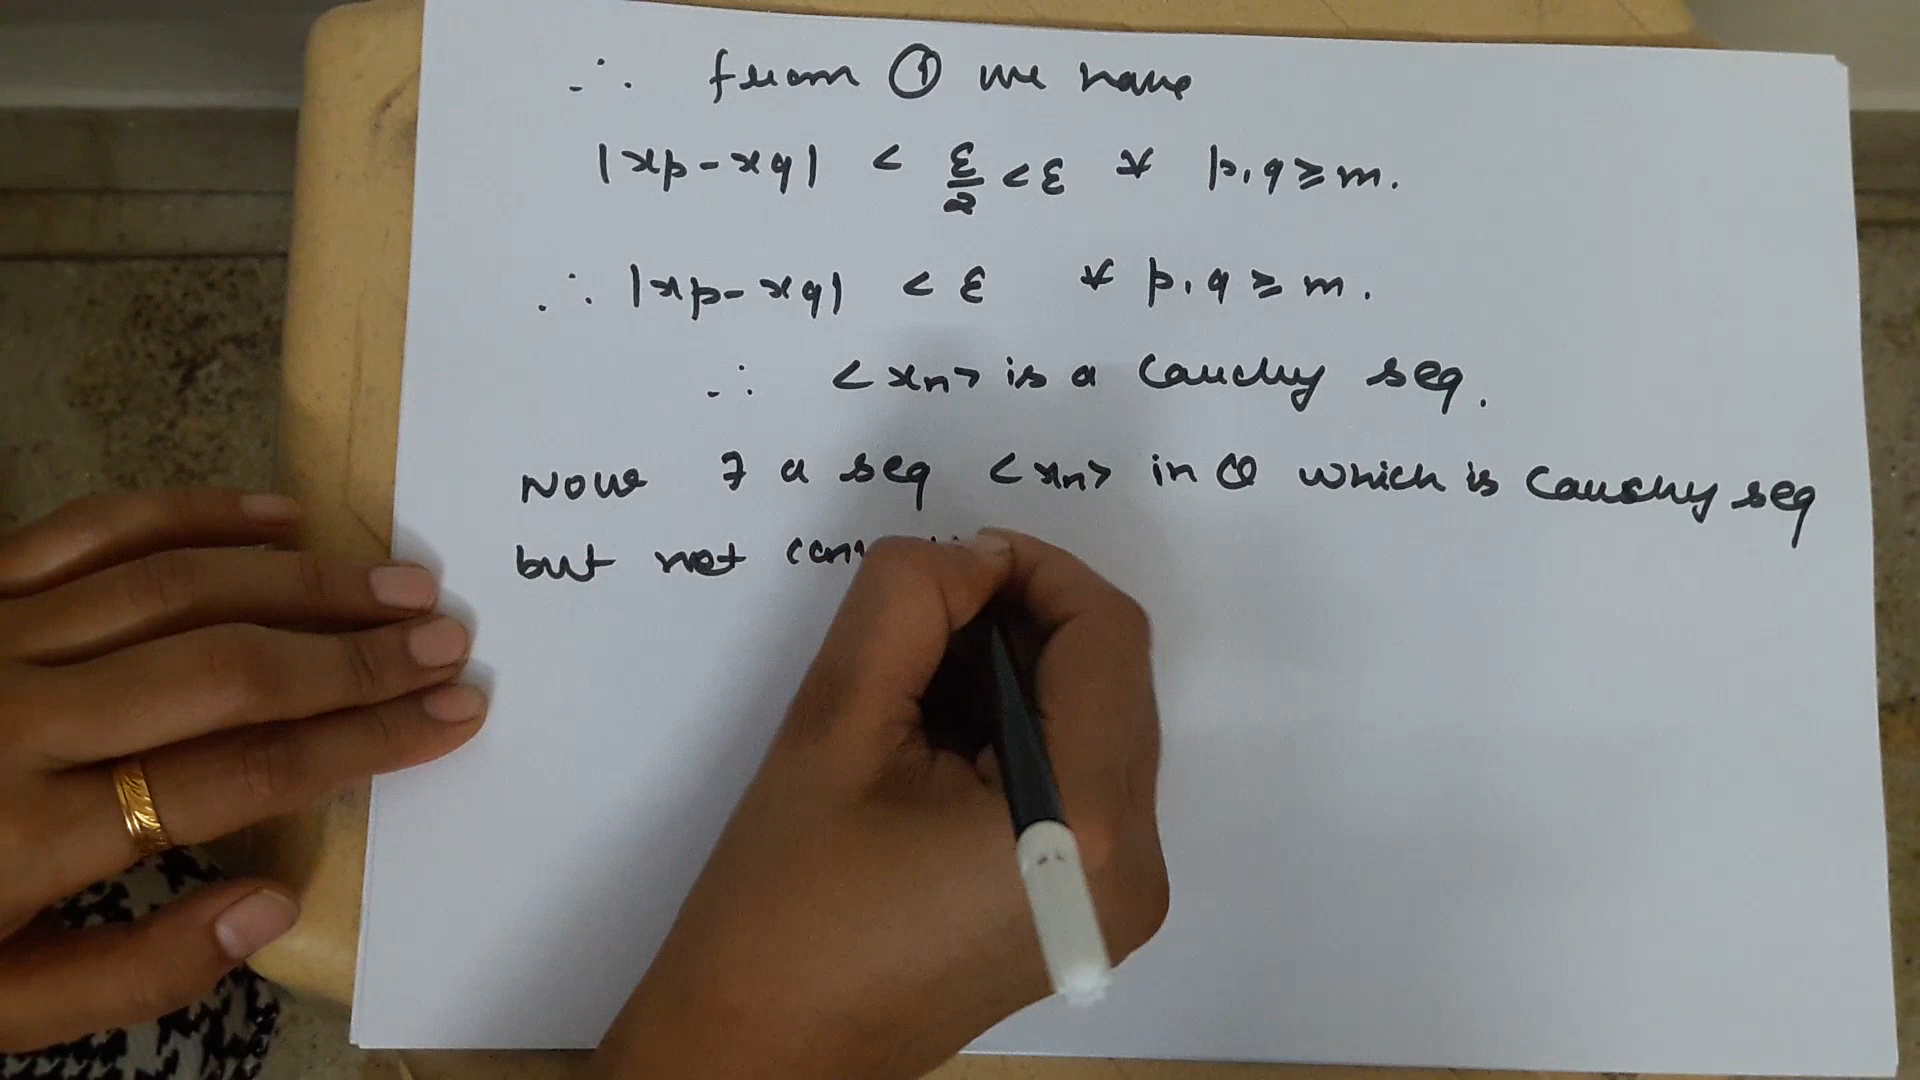 ∴ from ① we have
|xp - xq| < ε/2 < ε ∀ p, q ≥ m.
∴ |xp - xq| < ε ∀ p, q ≥ m.
∴ <xn> is a Cauchy seq.
Now ∃ a seq <xn> in Q which is Cauchy seq
but not